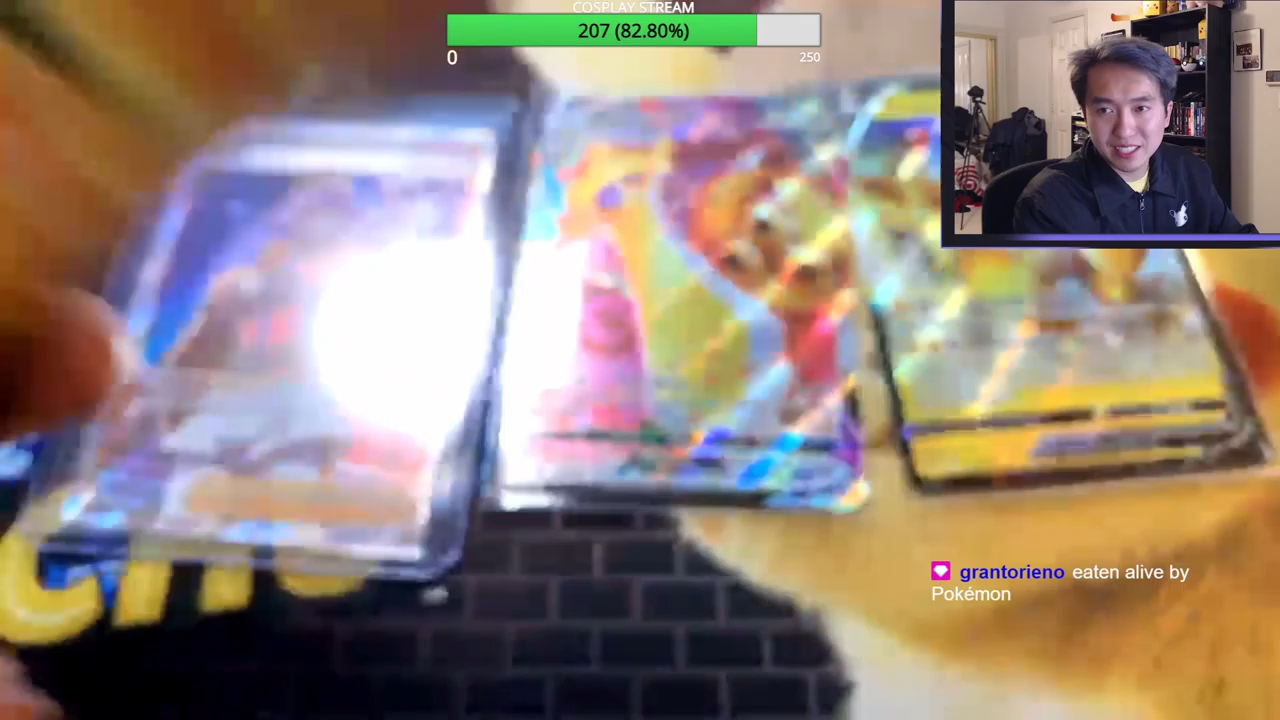 COSPLAY STREAM
207 (82.80%)
0
250
grantorieno eaten alive by
Pokémon